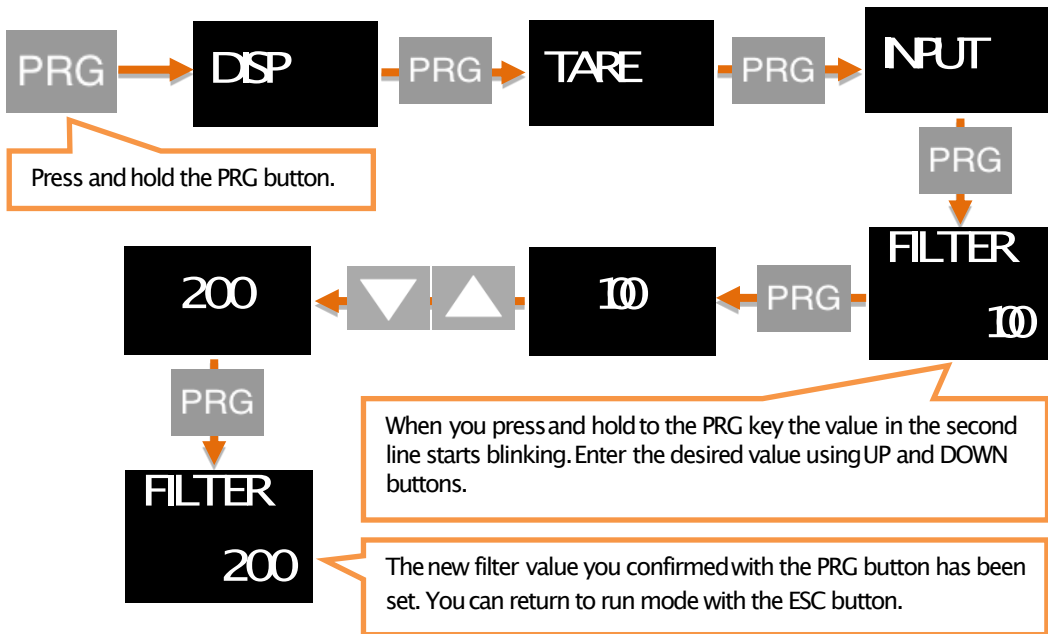 PRG
DISP
PRG
TARE
PRG
INPUT
Press and hold the PRG button.
PRG
FILTER
100
PRG
100
200
PRG
When you press and hold to the PRG key the value in the second
line starts blinking. Enter the desired value using UP and DOWN
buttons.
FILTER
200
The new filter value you confirmed with the PRG button has been
set. You can return to run mode with the ESC button.